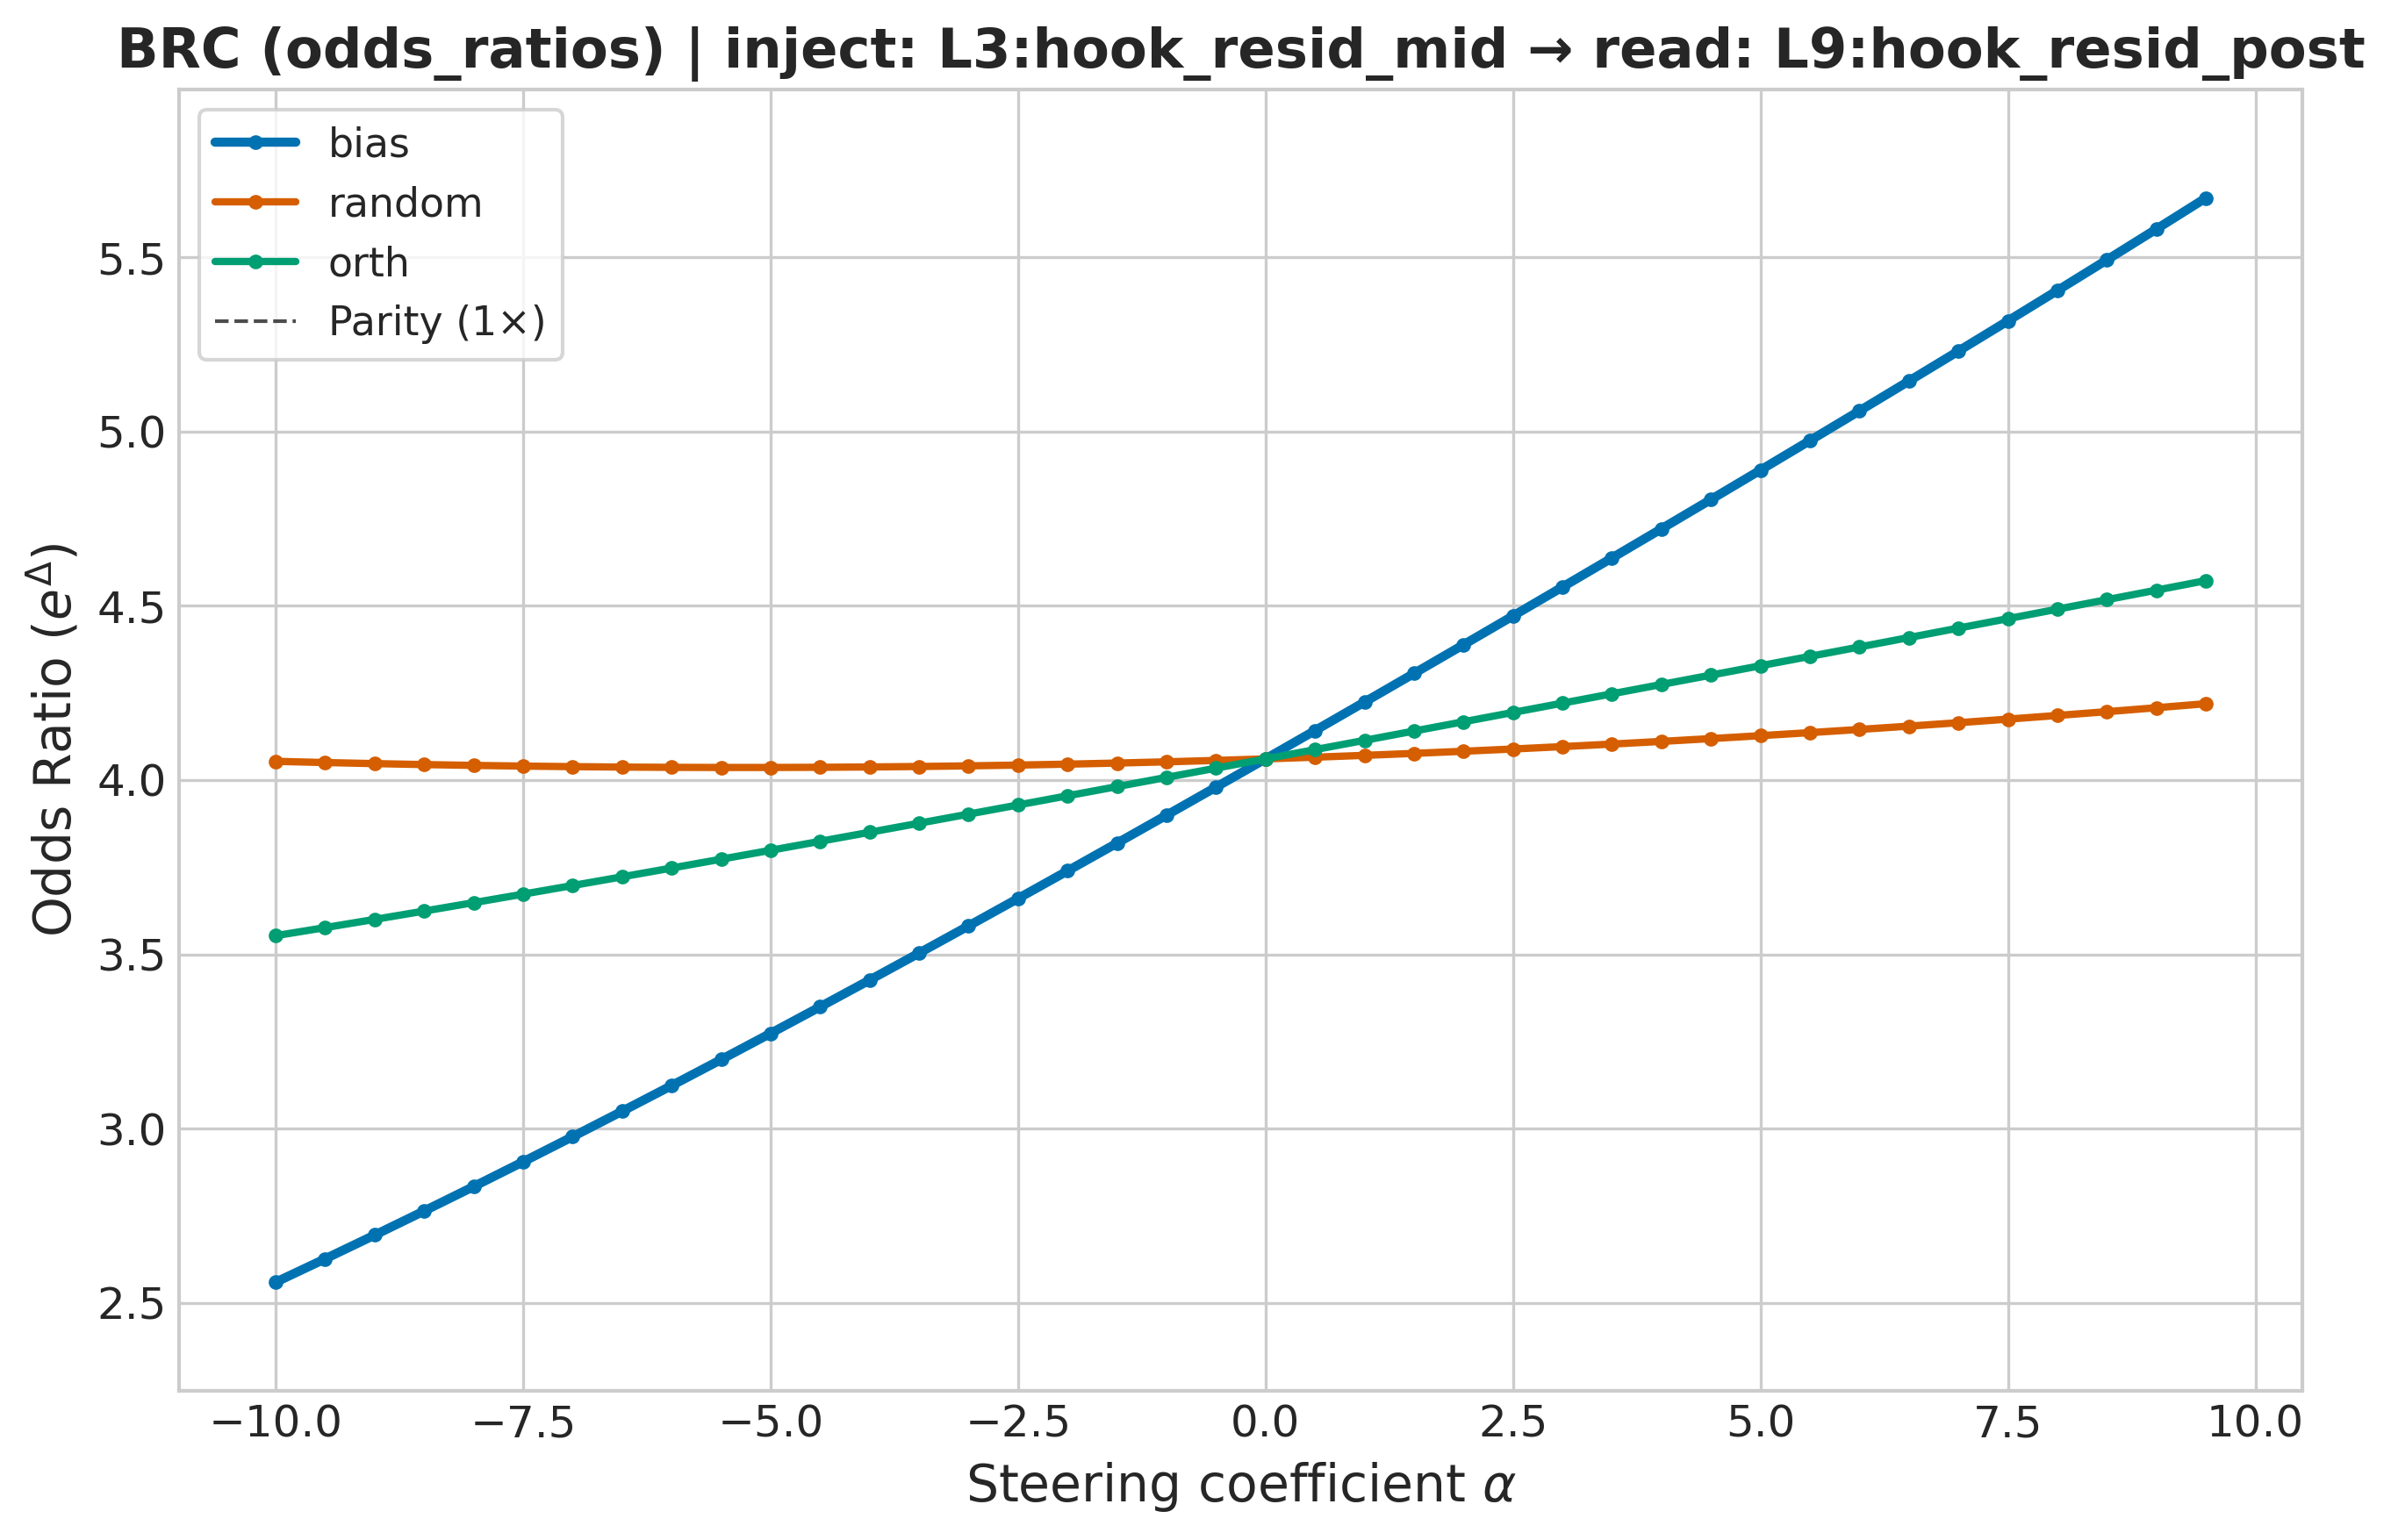 BRC (odds_ratios) | inject: L3:hook_resid_mid → read: L9:hook_resid_post
bias
random
orth
Parity (1×)
Odds Ratio (e^Δ)
5.5
5.0
4.5
4.0
3.5
3.0
2.5
−10.0 −7.5 −5.0 −2.5 0.0 2.5 5.0 7.5 10.0
Steering coefficient α